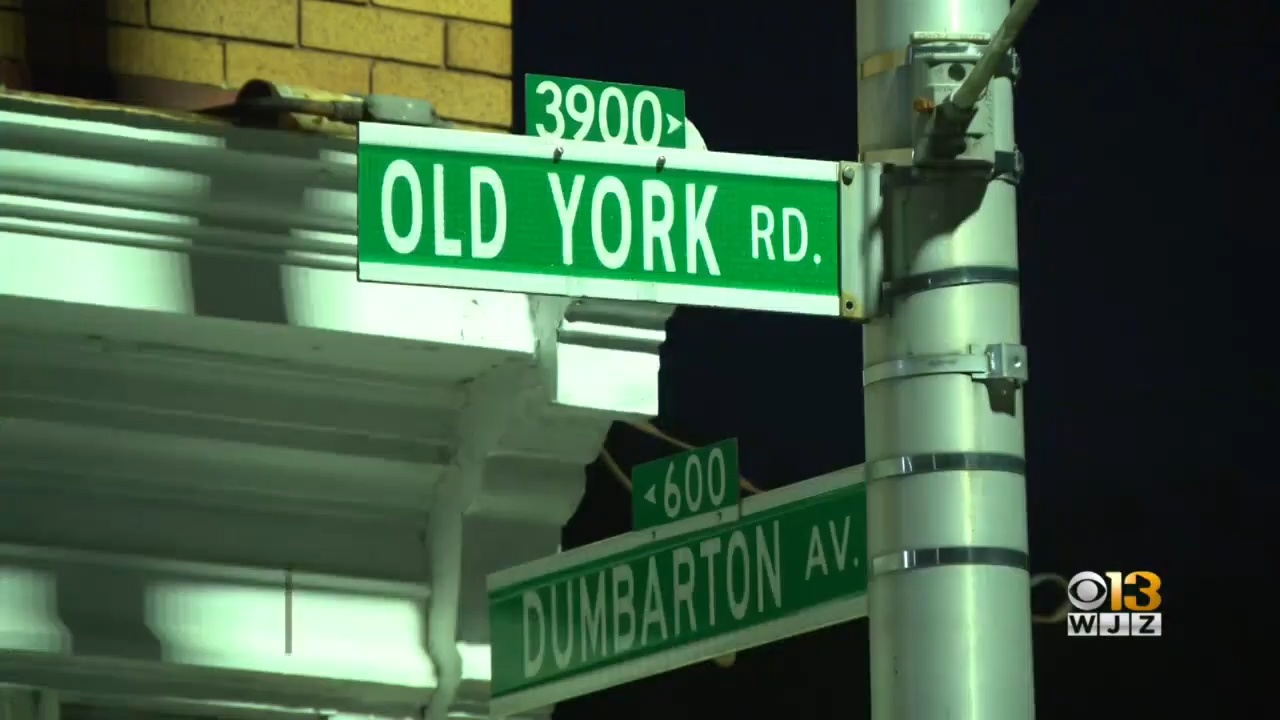 3900 ➤
OLD YORK RD.
◄ 600
DUMBARTON AV.
13
WJZ